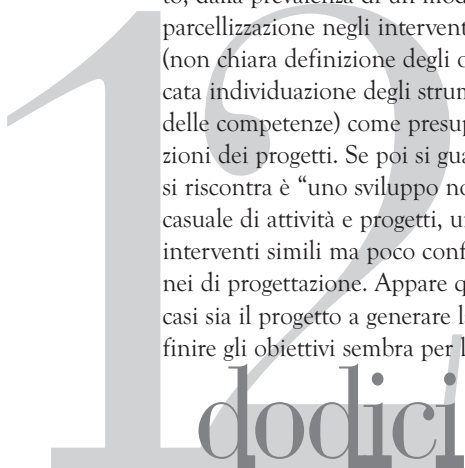 to, dalla prevalenza di un mod
parcellizzazione negli intervent
(non chiara definizione degli o
cata individuazione degli strum
delle competenze) come presup
zioni dei progetti. Se poi si gua
si riscontra è “uno sviluppo no
casuale di attività e progetti, u
interventi simili ma poco conf
nei di progettazione. Appare q
casi sia il progetto a generare l
finire gli obiettivi sembra per l
12
dodici